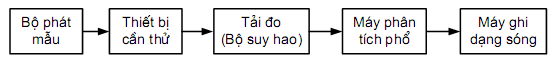 Bộ phát
mẫu
Thiết bị
cần thử
Tải đo
(Bộ suy hao)
Máy phân
tích phổ
Máy ghi
dạng sóng